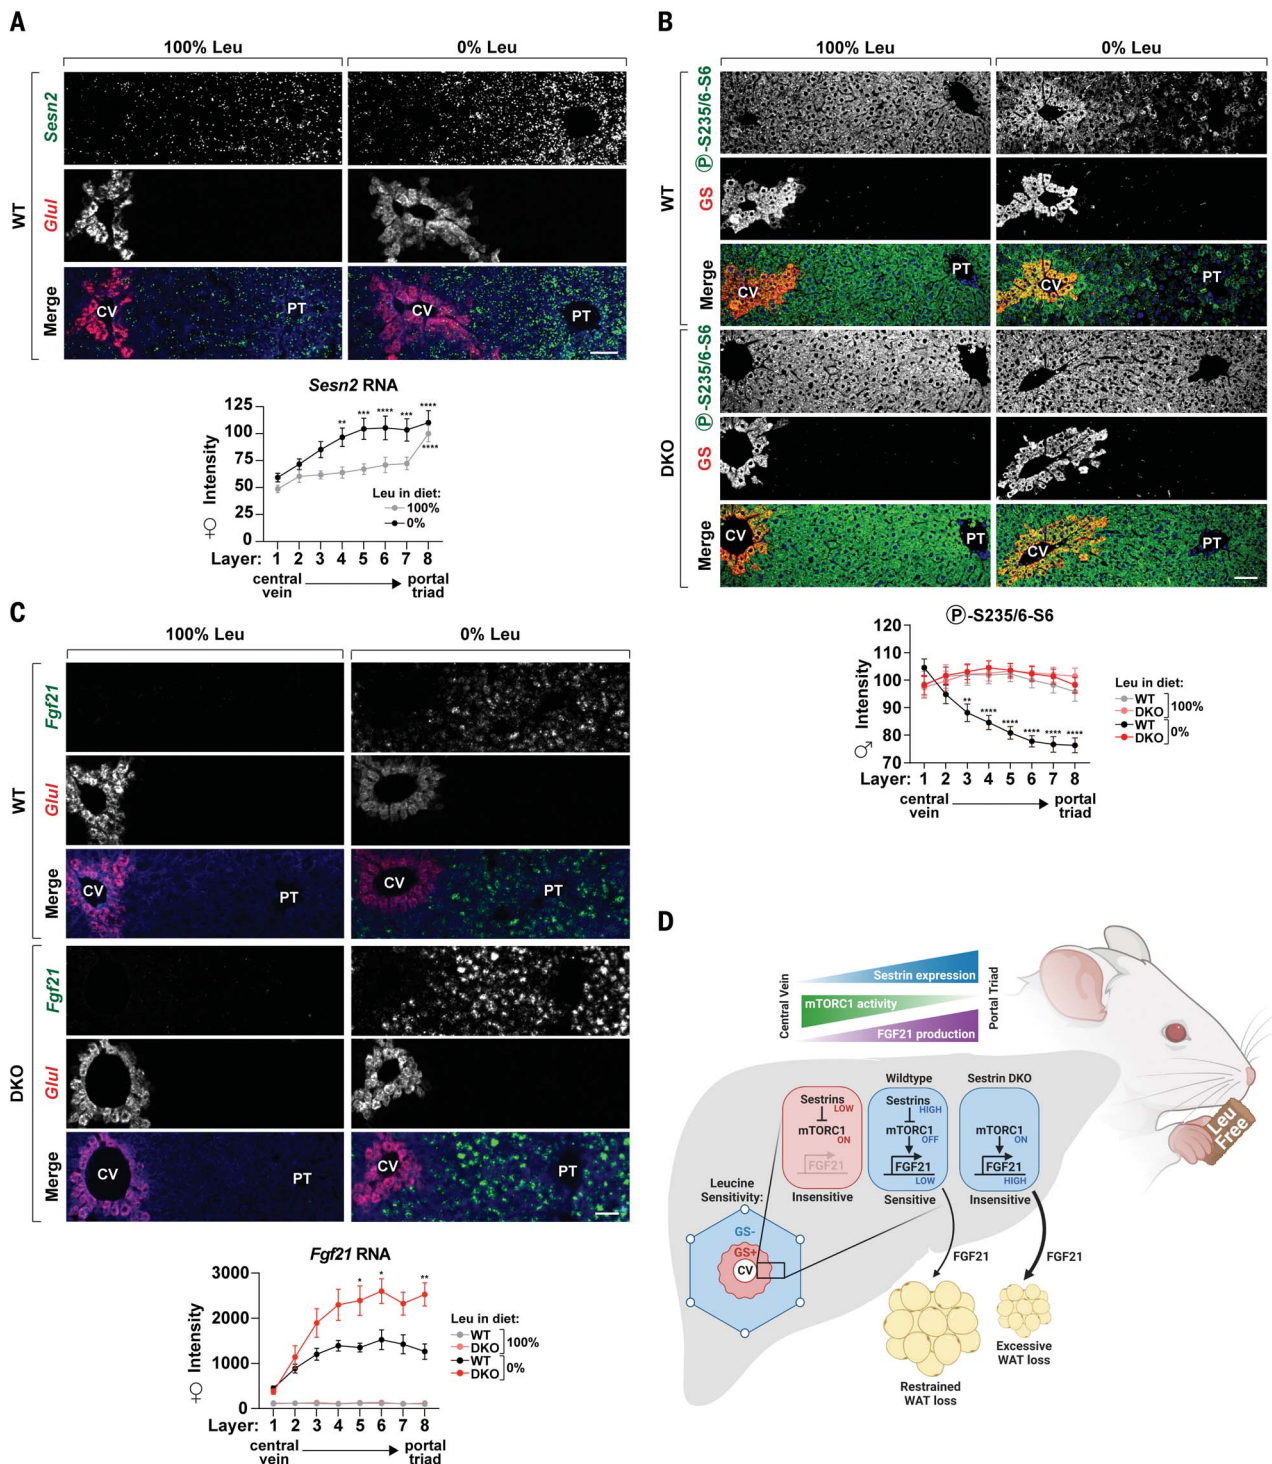 A
100% Leu
0% Leu
WT
Sesn2
Glul
Merge
CV
PT
CV
PT
Sesn2 RNA
♀ Intensity
125
100
75
50
25
0
**
***
****
***
****
****
Leu in diet:
100%
0%
Layer: 1 2 3 4 5 6 7 8
central vein
portal triad
B
100% Leu
0% Leu
WT
Ⓟ-S235/6-S6
GS
Merge
CV
PT
CV
PT
DKO
Ⓟ-S235/6-S6
GS
Merge
CV
PT
CV
PT
Ⓟ-S235/6-S6
♂ Intensity
120
110
100
90
80
70
**
****
****
****
****
****
Leu in diet:
WT
DKO
100%
WT
DKO
0%
Layer: 1 2 3 4 5 6 7 8
central vein
portal triad
C
100% Leu
0% Leu
WT
Fgf21
Glul
Merge
CV
PT
CV
PT
DKO
Fgf21
Glul
Merge
CV
PT
CV
PT
Fgf21 RNA
♀ Intensity
3000
2000
1000
0
*
*
**
Leu in diet:
WT
DKO
100%
WT
DKO
0%
Layer: 1 2 3 4 5 6 7 8
central vein
portal triad
D
Central Vein
Sestrin expression
mTORC1 activity
FGF21 production
Portal Triad
Leu
Free
Wildtype
Sestrin DKO
Sestrins
LOW
mTORC1
ON
FGF21
Insensitive
Sestrins
HIGH
mTORC1
OFF
FGF21
LOW
Sensitive
mTORC1
ON
FGF21
HIGH
Insensitive
Leucine
Sensitivity:
GS-
GS+
CV
FGF21
FGF21
Restrained
WAT loss
Excessive
WAT loss